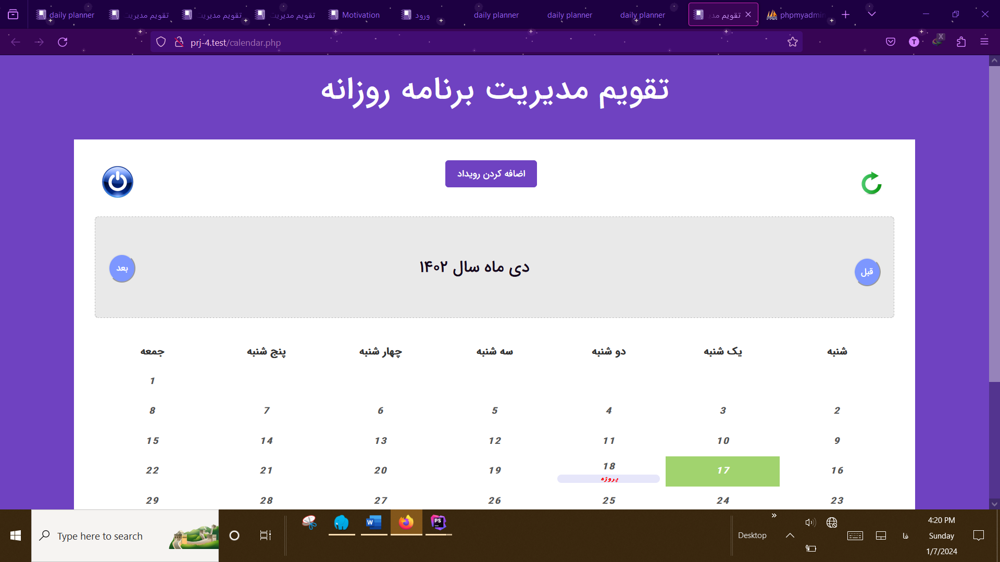 daily planner
تقویم مدیریت
تقویم مدیریت
تقویم مدیریت
Motivation
ورود
daily planner
daily planner
daily planner
تقویم مدی
phpmyadmin
prj-4.test/calendar.php
T
X
تقویم مدیریت برنامه روزانه
اضافه کردن رویداد
قبل
دی ماه سال ۱۴۰۲
بعد
شنبه یک شنبه دو شنبه سه شنبه چهار شنبه پنج شنبه جمعه
1
2 3 4 5 6 7 8
9 10 11 12 13 14 15
16 17 18 19 20 21 22
پروژه
23 24 25 26 27 28 29
Type here to search
W
PS
Desktop
»
فا
4:20 PM
Sunday
1/7/2024